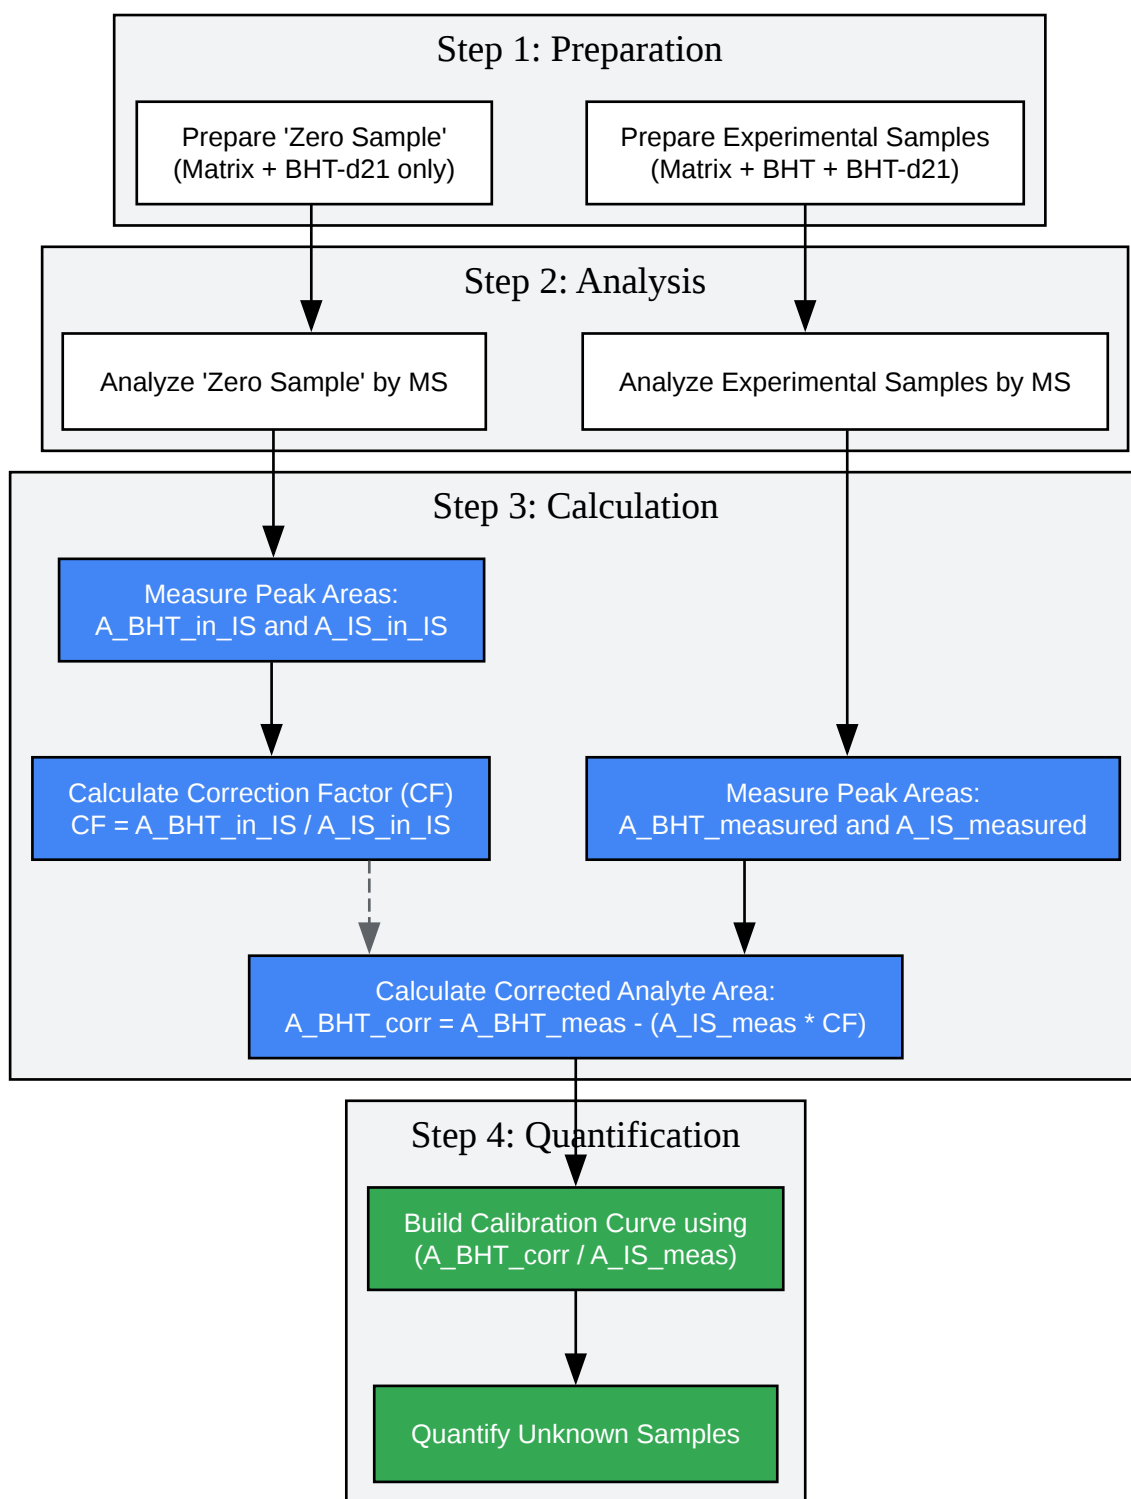 Step 1: Preparation
Prepare 'Zero Sample'
(Matrix + BHT-d21 only)
Prepare Experimental Samples
(Matrix + BHT + BHT-d21)
Step 2: Analysis
Analyze 'Zero Sample' by MS
Analyze Experimental Samples by MS
Step 3: Calculation
Measure Peak Areas:
A_BHT_in_IS and A_IS_in_IS
Calculate Correction Factor (CF)
CF = A_BHT_in_IS / A_IS_in_IS
Measure Peak Areas:
A_BHT_measured and A_IS_measured
Calculate Corrected Analyte Area:
A_BHT_corr = A_BHT_meas - (A_IS_meas * CF)
Step 4: Quantification
Build Calibration Curve using
(A_BHT_corr / A_IS_meas)
Quantify Unknown Samples